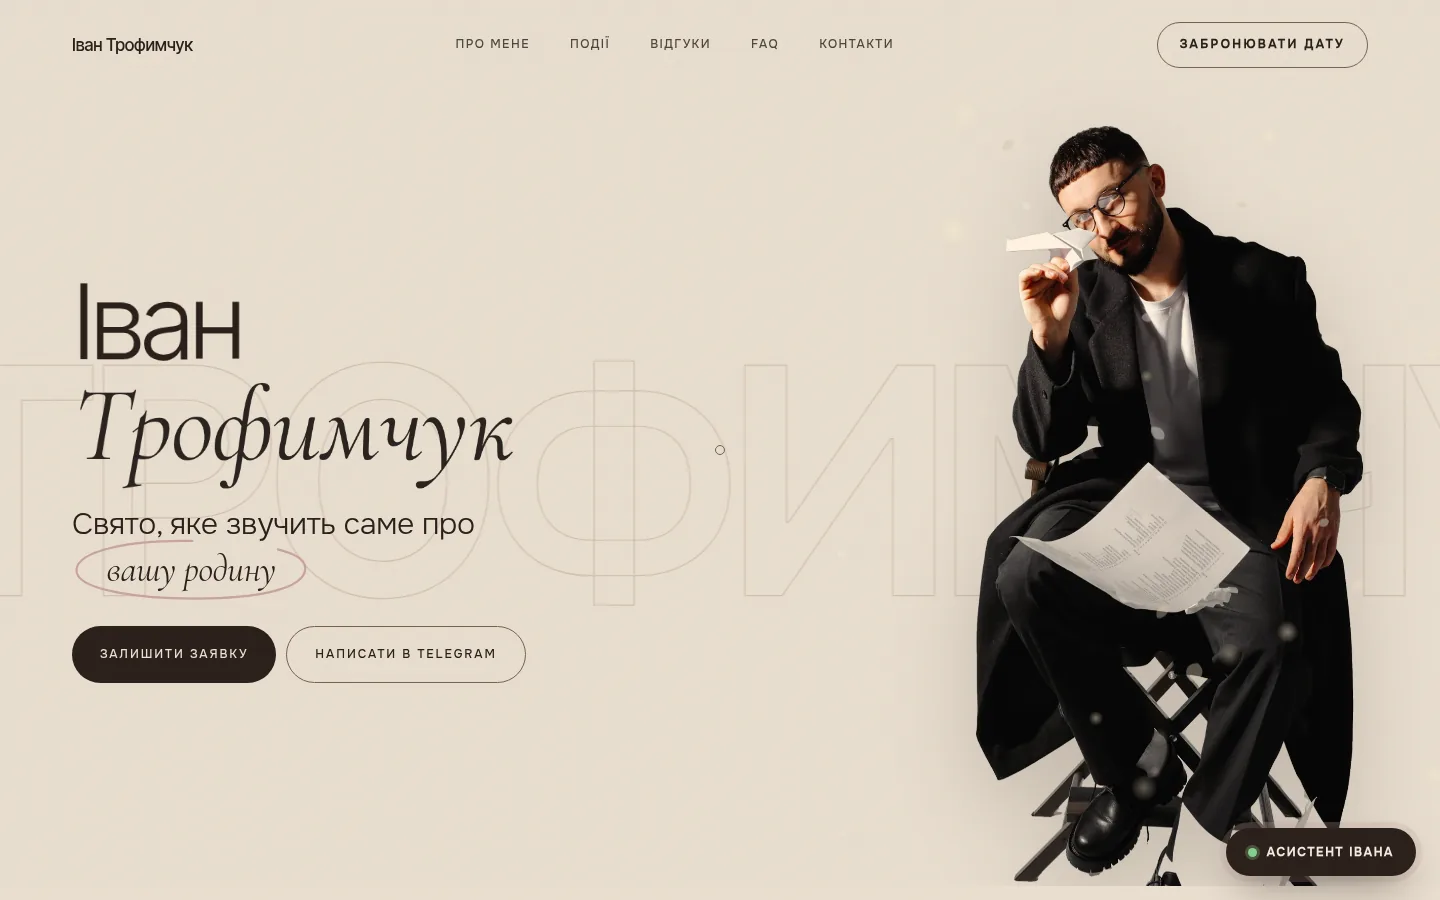 Іван Трофимчук
ПРО МЕНЕ
ПОДІЇ
ВІДГУКИ
FAQ
КОНТАКТИ
ЗАБРОНЮВАТИ ДАТУ
Іван
Трофимчук
Свято, яке звучить саме про
вашу родину
ЗАЛИШИТИ ЗАЯВКУ
НАПИСАТИ В TELEGRAM
АСИСТЕНТ ІВАНА